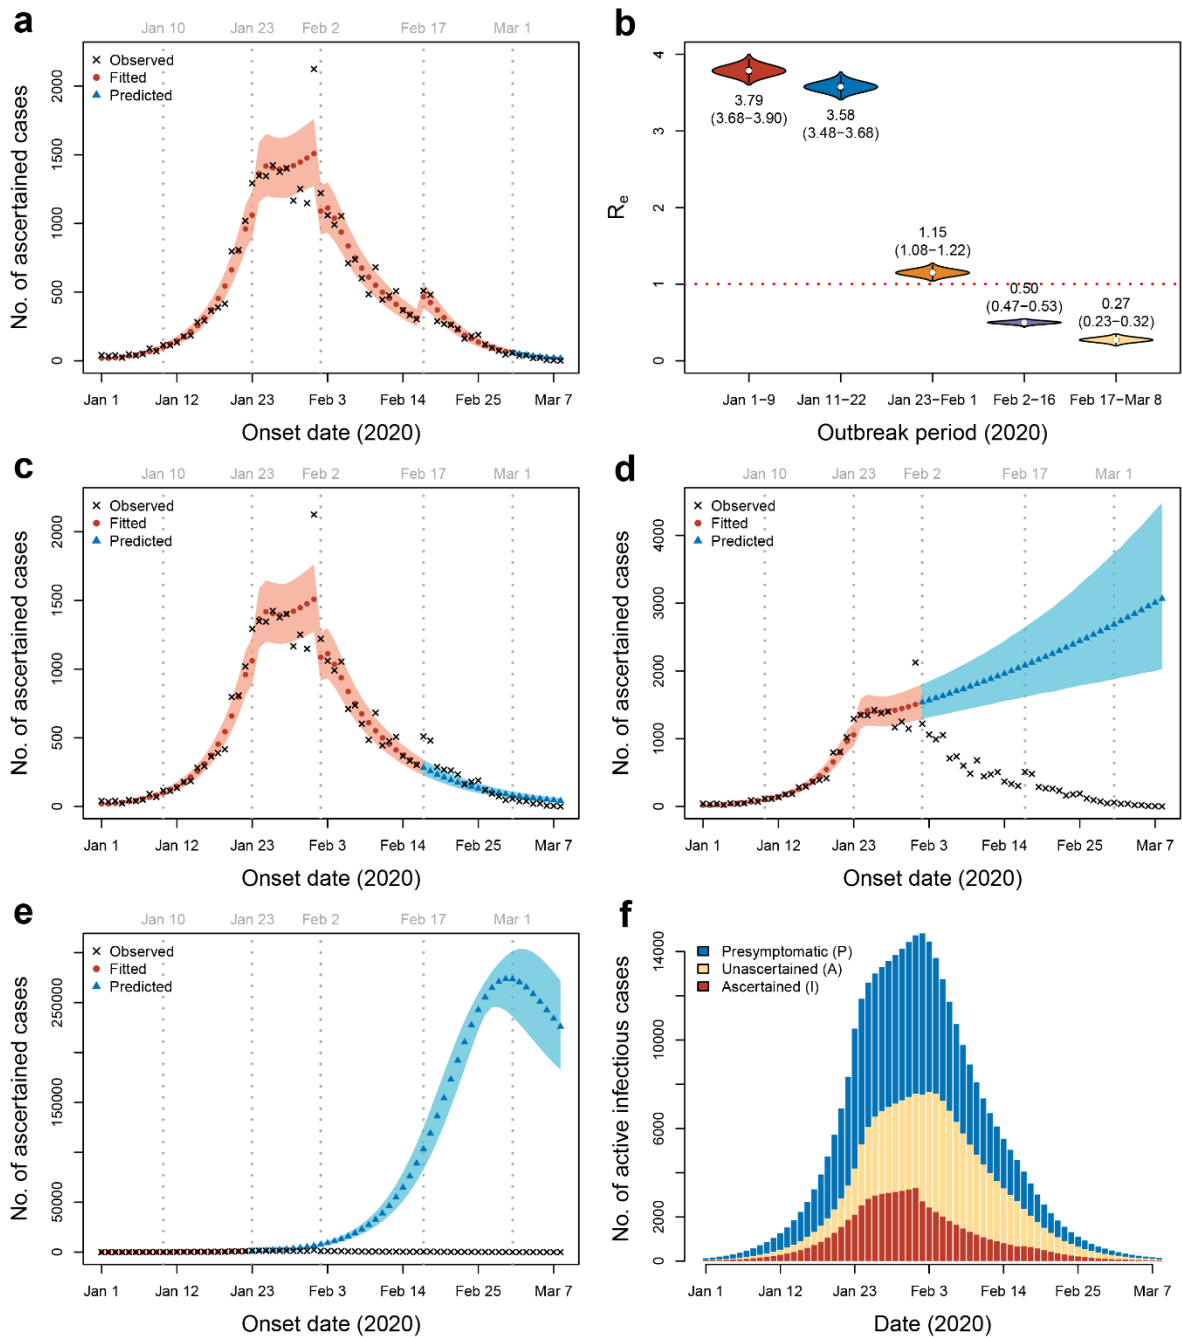 a
Jan 10 Jan 23 Feb 2 Feb 17 Mar 1
Observed
Fitted
Predicted
No. of ascertained cases
0 500 1000 1500 2000
Jan 1 Jan 12 Jan 23 Feb 3 Feb 14 Feb 25 Mar 7
Onset date (2020)
b
Re
0 1 2 3 4
3.79
(3.68−3.90)
3.58
(3.48−3.68)
1.15
(1.08−1.22)
0.50
(0.47−0.53)
0.27
(0.23−0.32)
Jan 1−9 Jan 11−22 Jan 23−Feb 1 Feb 2−16 Feb 17−Mar 8
Outbreak period (2020)
c
Jan 10 Jan 23 Feb 2 Feb 17 Mar 1
Observed
Fitted
Predicted
No. of ascertained cases
0 500 1000 1500 2000
Jan 1 Jan 12 Jan 23 Feb 3 Feb 14 Feb 25 Mar 7
Onset date (2020)
d
Jan 10 Jan 23 Feb 2 Feb 17 Mar 1
Observed
Fitted
Predicted
No. of ascertained cases
0 1000 2000 3000 4000
Jan 1 Jan 12 Jan 23 Feb 3 Feb 14 Feb 25 Mar 7
Onset date (2020)
e
Jan 10 Jan 23 Feb 2 Feb 17 Mar 1
Observed
Fitted
Predicted
No. of ascertained cases
0 50000 150000 250000
Jan 1 Jan 12 Jan 23 Feb 3 Feb 14 Feb 25 Mar 7
Onset date (2020)
f
Presymptomatic (P)
Unascertained (A)
Ascertained (I)
No. of active infectious cases
0 2000 6000 10000 14000
Jan 1 Jan 12 Jan 23 Feb 3 Feb 14 Feb 25 Mar 7
Date (2020)